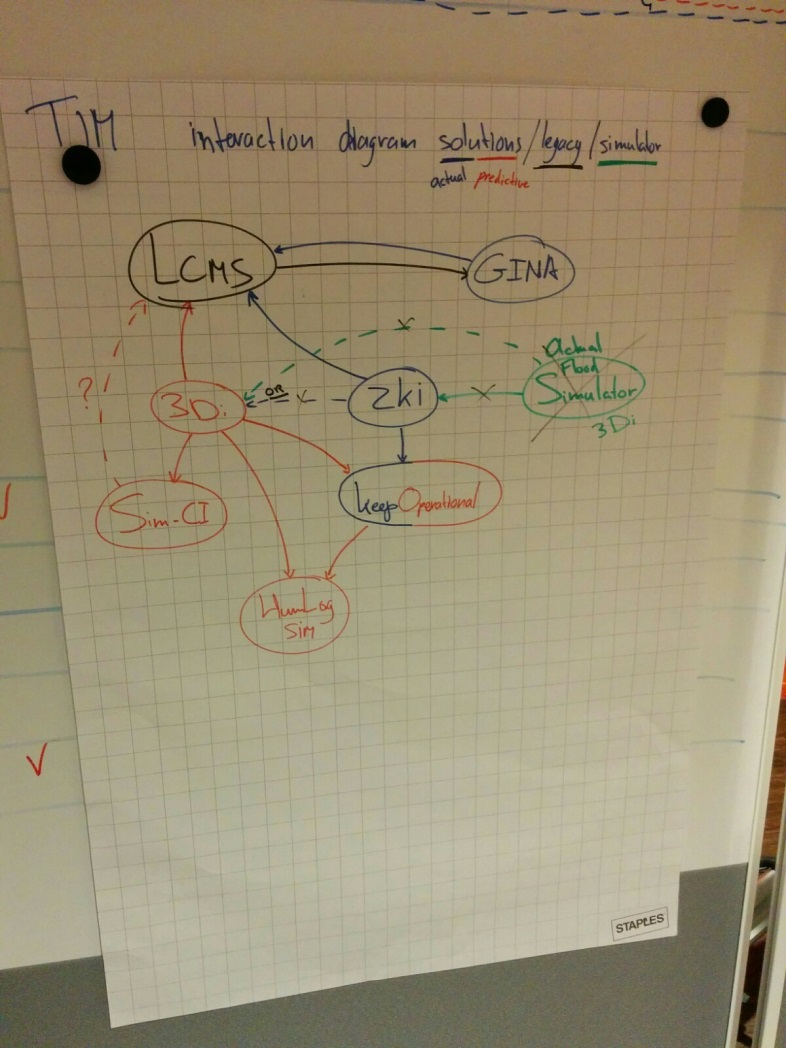 TJM interaction diagram solutions/legacy/simulator
actual predictive
LCMS
GINA
Actual
Flood
Simulator
3Di
?
3Di
OR
zki
Sim-CI
keep Operational
HumLog
Sim
STAPLES